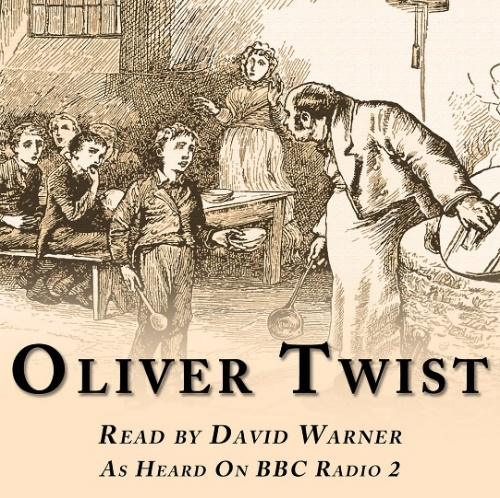 Oliver Twist
Read by David Warner
As Heard On BBC Radio 2